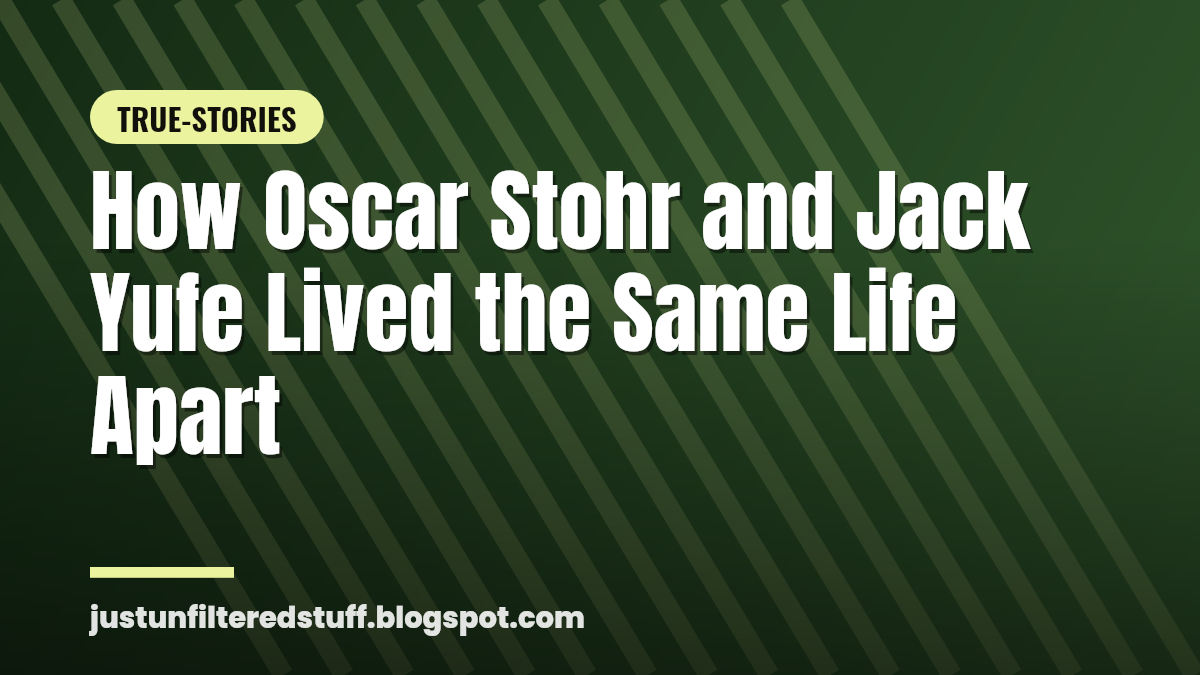 TRUE-STORIES
How Oscar Stohr and Jack
Yufe Lived the Same Life
Apart
justunfilteredstuff.blogspot.com